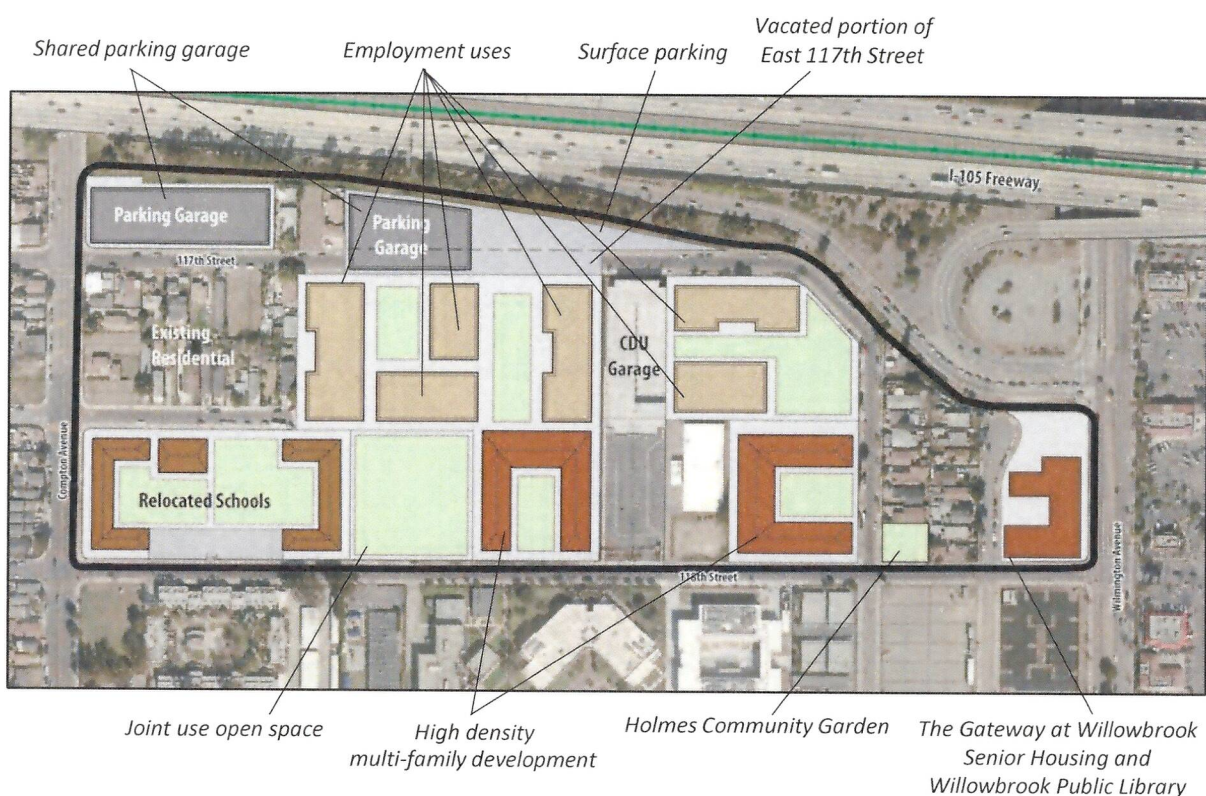 Shared parking garage
Employment uses
Surface parking
Vacated portion of
East 117th Street
I-105 Freeway
Parking Garage
Parking
Garage
117th Street
Existing
Residential
CDU
Garage
Compton Avenue
Relocated Schools
118th Street
Wilmington Avenue
Joint use open space
High density
multi-family development
Holmes Community Garden
The Gateway at Willowbrook
Senior Housing and
Willowbrook Public Library